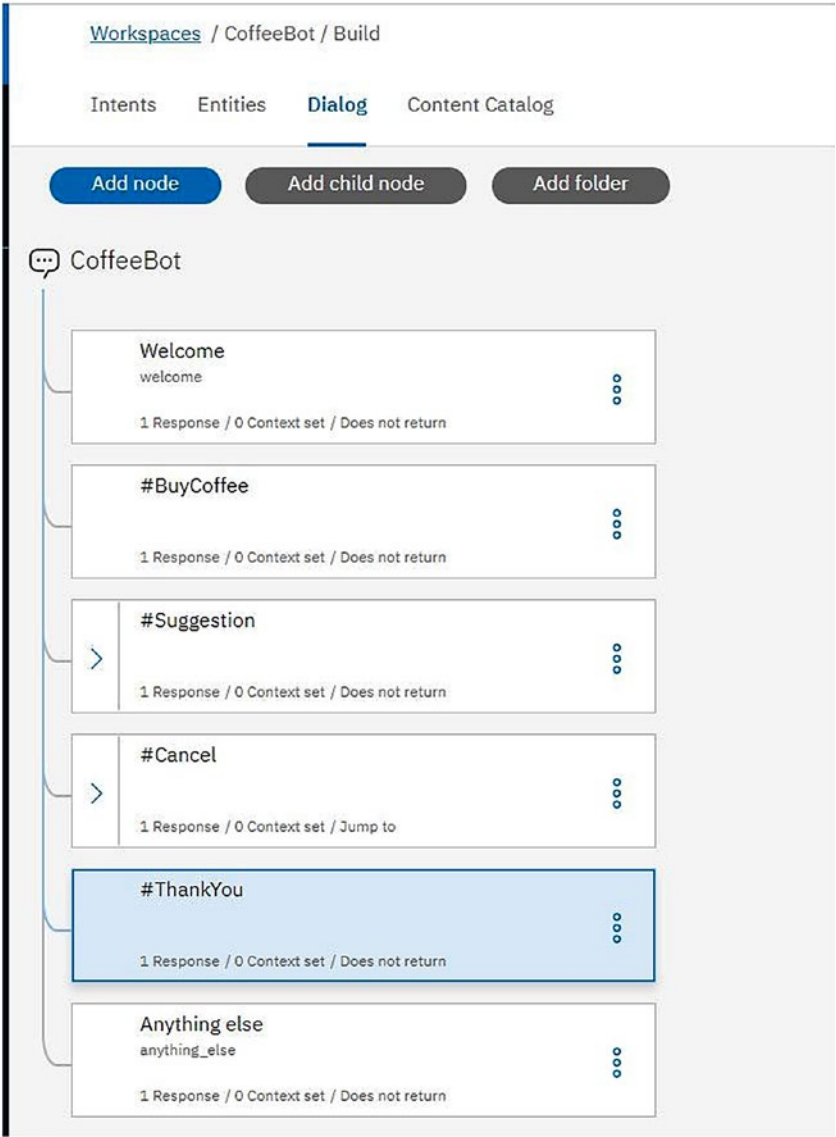 Workspaces / CoffeeBot / Build
Intents Entities Dialog Content Catalog
Add node Add child node Add folder
CoffeeBot
Welcome
welcome
1 Response / 0 Context set / Does not return
#BuyCoffee
1 Response / 0 Context set / Does not return
#Suggestion
1 Response / 0 Context set / Does not return
#Cancel
1 Response / 0 Context set / Jump to
#ThankYou
1 Response / 0 Context set / Does not return
Anything else
anything_else
1 Response / 0 Context set / Does not return